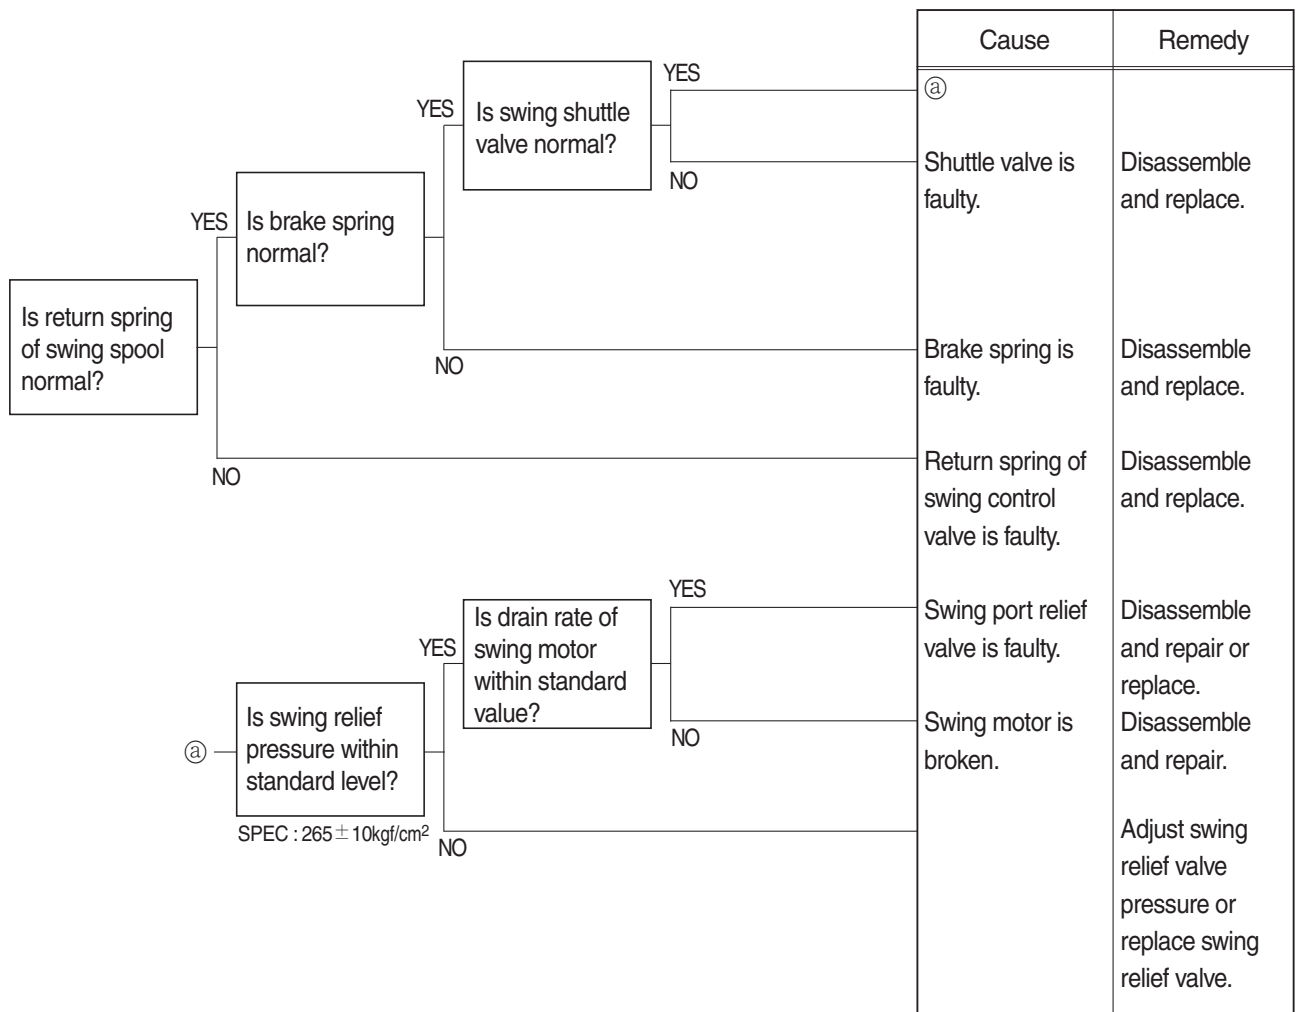 Cause
Remedy
YES
ⓐ
YES
Is swing shuttle
valve normal?
NO
Shuttle valve is
faulty.
Disassemble
and replace.
YES
Is brake spring
normal?
Is return spring
of swing spool
normal?
NO
Brake spring is
faulty.
Disassemble
and replace.
NO
Return spring of
swing control
valve is faulty.
Disassemble
and replace.
YES
YES
Is drain rate of
swing motor
within standard
value?
Swing port relief
valve is faulty.
Disassemble
and repair or
replace.
ⓐ
Is swing relief
pressure within
standard level?
SPEC : 265±10kgf/cm²
NO
Swing motor is
broken.
Disassemble
and repair.
NO
Adjust swing
relief valve
pressure or
replace swing
relief valve.